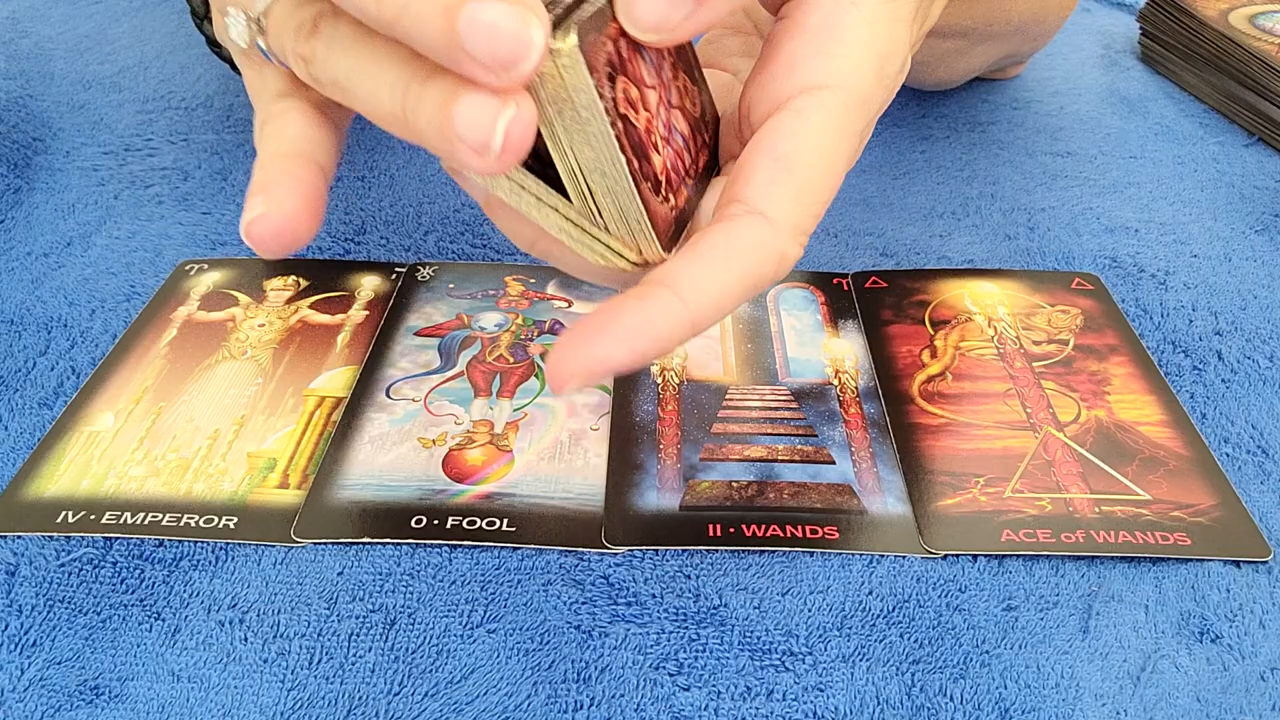 IV · EMPEROR
0 · FOOL
II · WANDS
ACE of WANDS